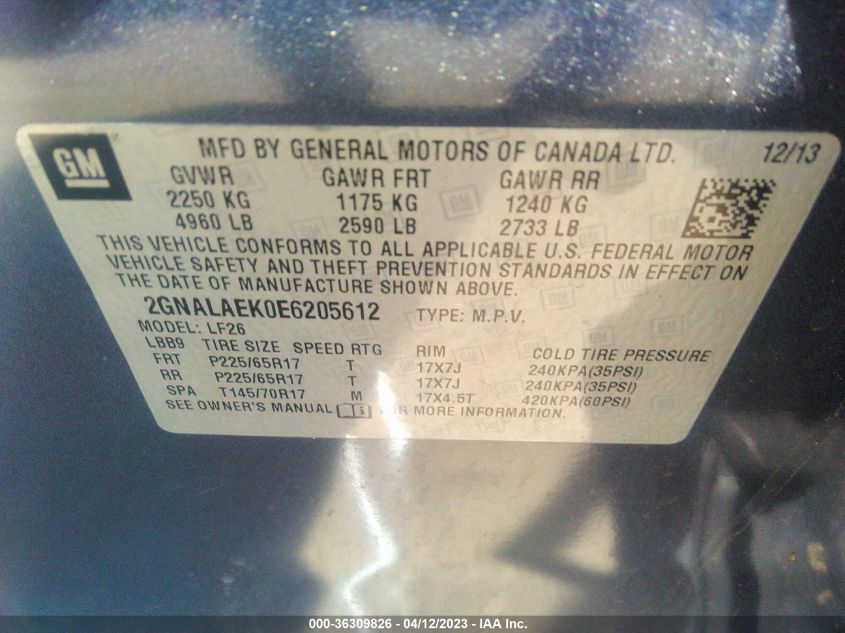 GM ® MFD BY GENERAL MOTORS OF CANADA LTD. 12/13
GVWR GAWR FRT GAWR RR
2250 KG 1175 KG 1240 KG
4960 LB 2590 LB 2733 LB
THIS VEHICLE CONFORMS TO ALL APPLICABLE U.S. FEDERAL MOTOR
VEHICLE SAFETY AND THEFT PREVENTION STANDARDS IN EFFECT ON
THE DATE OF MANUFACTURE SHOWN ABOVE.
2GNALAEK0E6205612 TYPE: M.P.V.
MODEL: LF26
LBB9 TIRE SIZE SPEED RTG RIM COLD TIRE PRESSURE
FRT P225/65R17 T 17X7J 240KPA(35PSI)
RR P225/65R17 T 17X7J 240KPA(35PSI)
SPA T145/70R17 M 17X4.5T 420KPA(60PSI)
SEE OWNER'S MANUAL FOR MORE INFORMATION.
000-36309826 - 04/12/2023 - IAA Inc.